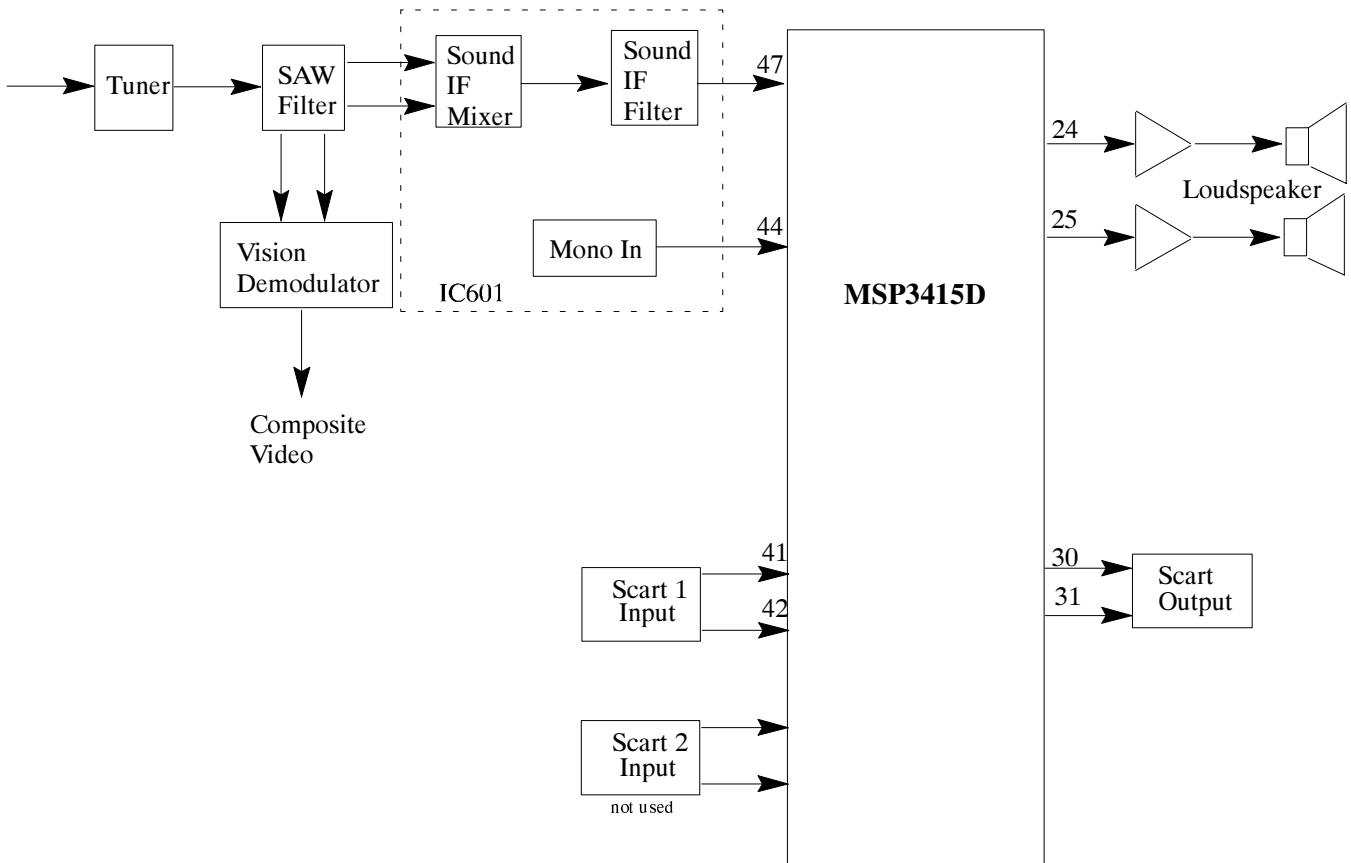 Tuner
SAW
Filter
Sound
IF
Mixer
Sound
IF
Filter
47
24
Loudspeaker
25
44
Mono In
Vision
Demodulator
IC601
MSP3415D
Composite
Video
41
Scart 1
Input
42
30
Scart
Output
31
Scart 2
Input
not used